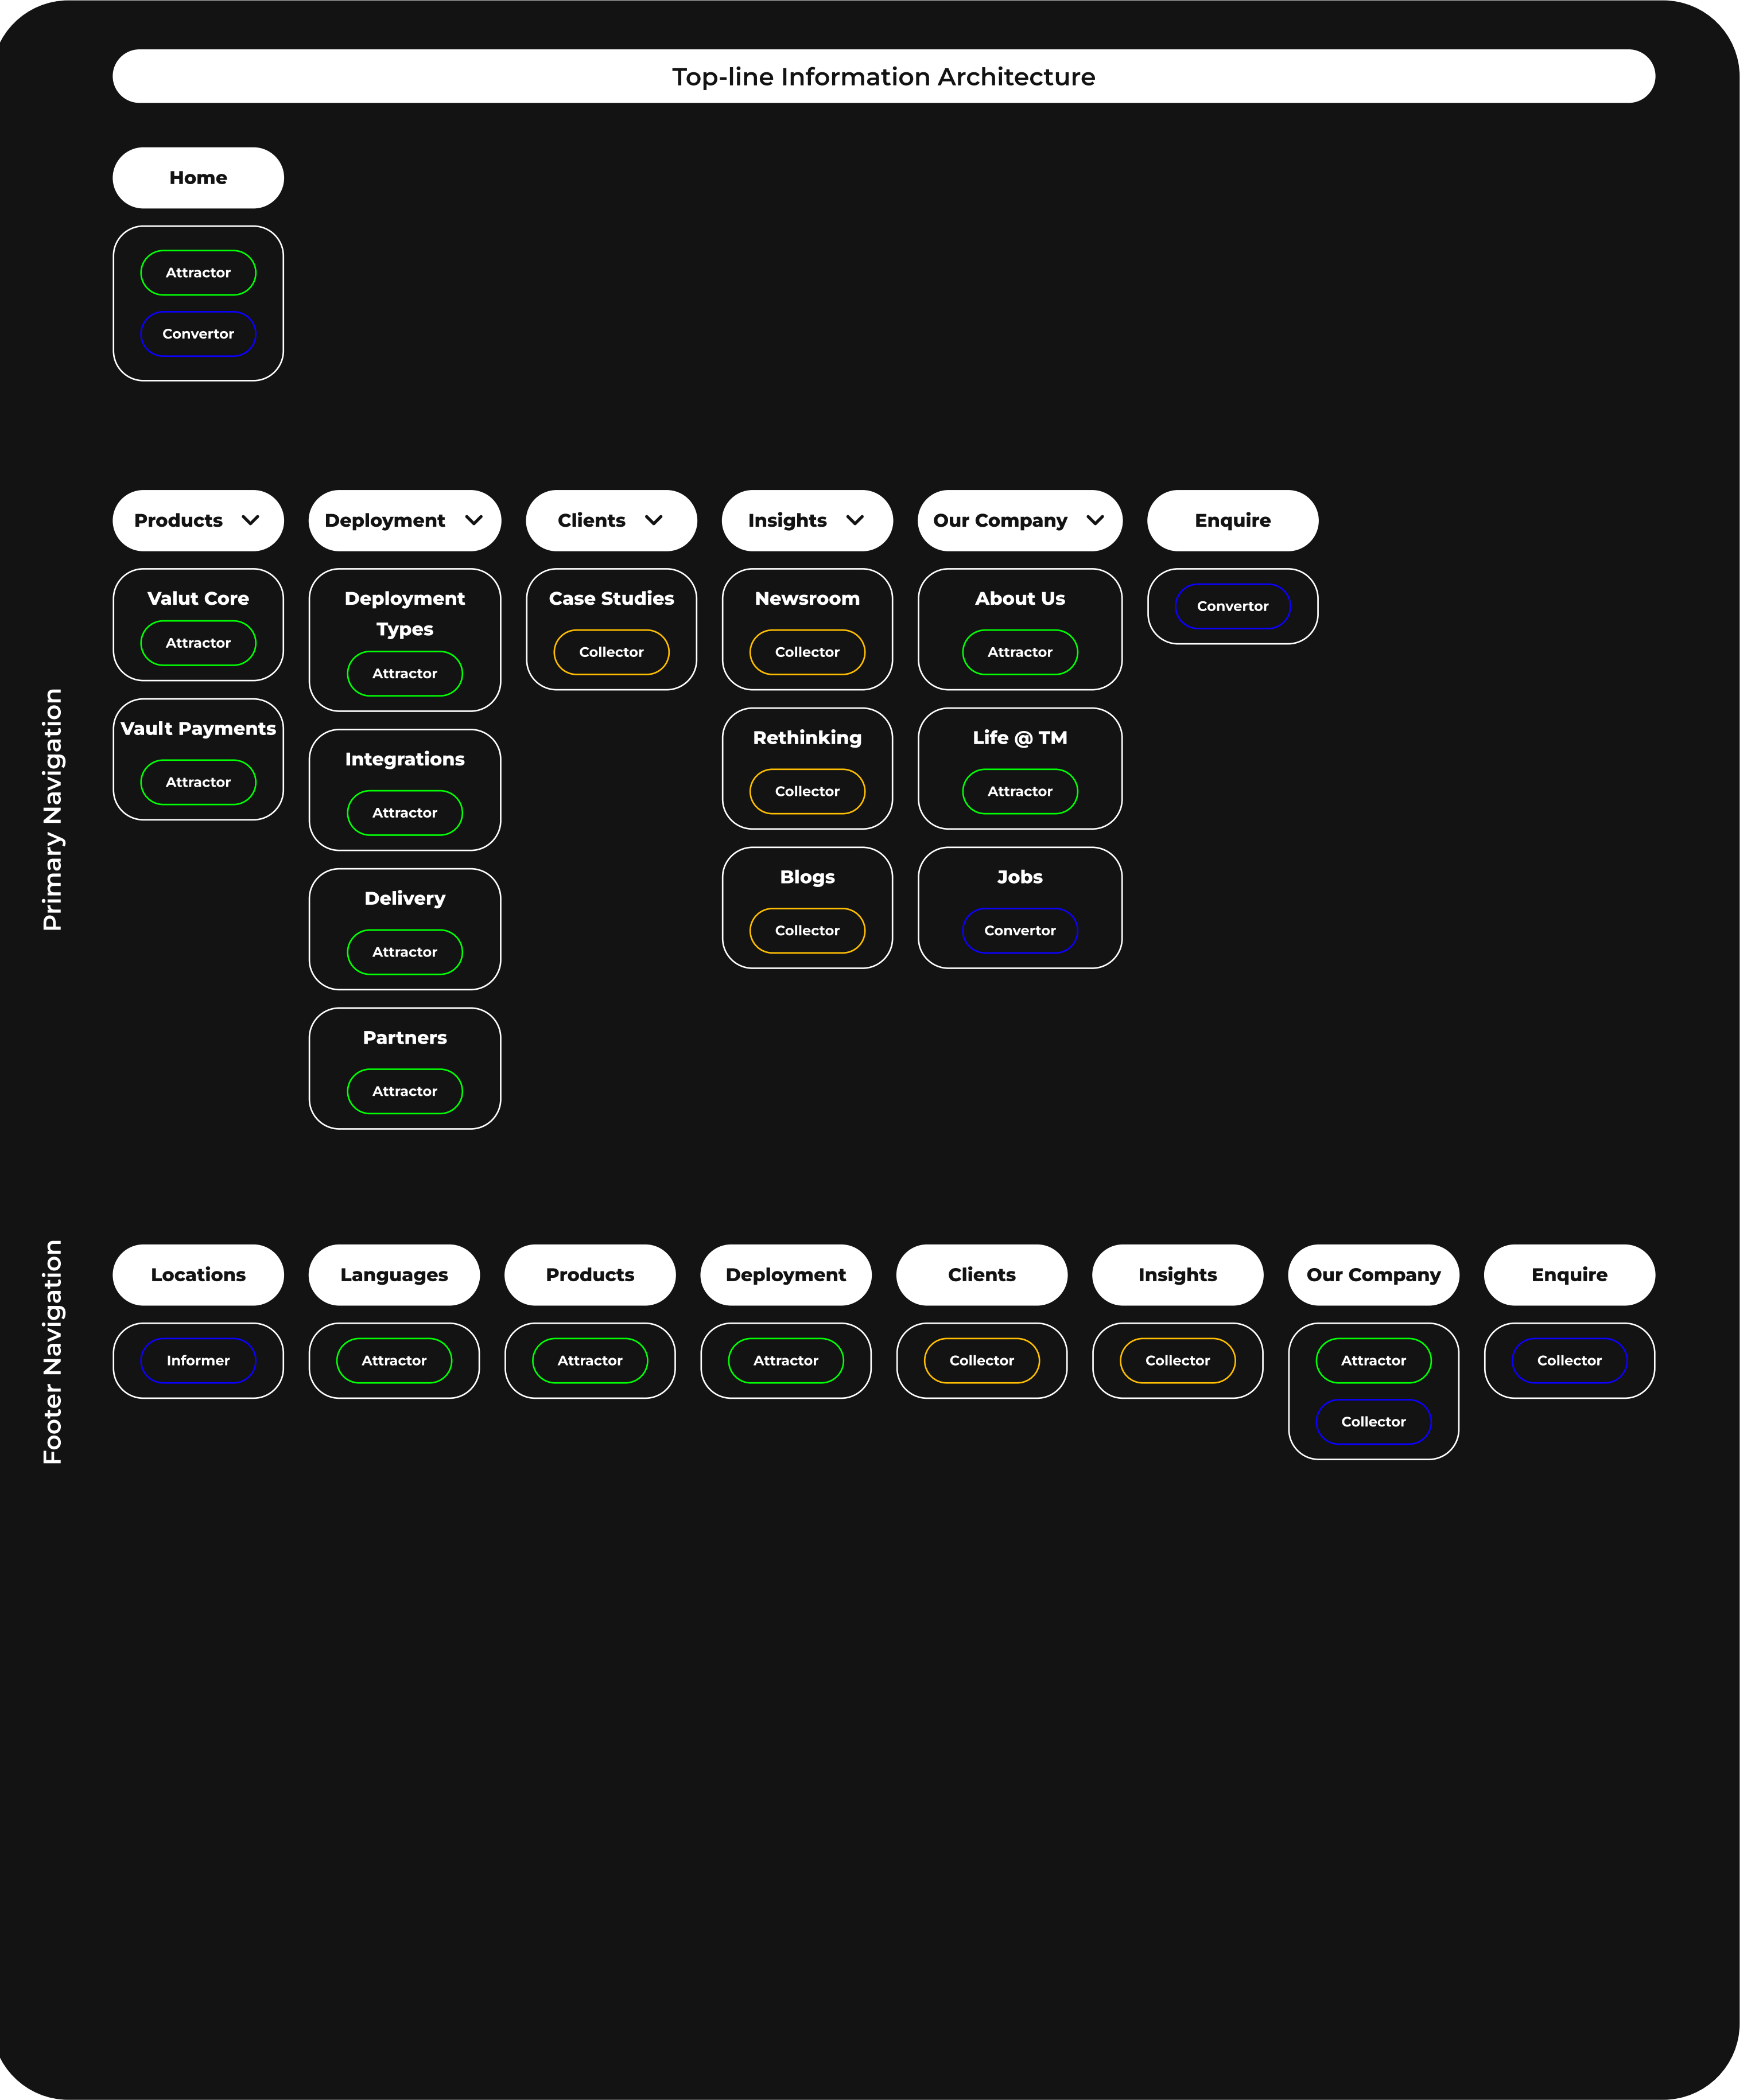 Top-line Information Architecture
Home
Attractor
Convertor
Primary Navigation
Products
Valut Core
Attractor
Vault Payments
Attractor
Deployment
Deployment
Types
Attractor
Integrations
Attractor
Delivery
Attractor
Partners
Attractor
Clients
Case Studies
Collector
Insights
Newsroom
Collector
Rethinking
Collector
Blogs
Collector
Our Company
About Us
Attractor
Life @ TM
Attractor
Jobs
Convertor
Enquire
Convertor
Footer Navigation
Locations
Informer
Languages
Attractor
Products
Attractor
Deployment
Attractor
Clients
Collector
Insights
Collector
Our Company
Attractor
Collector
Enquire
Collector